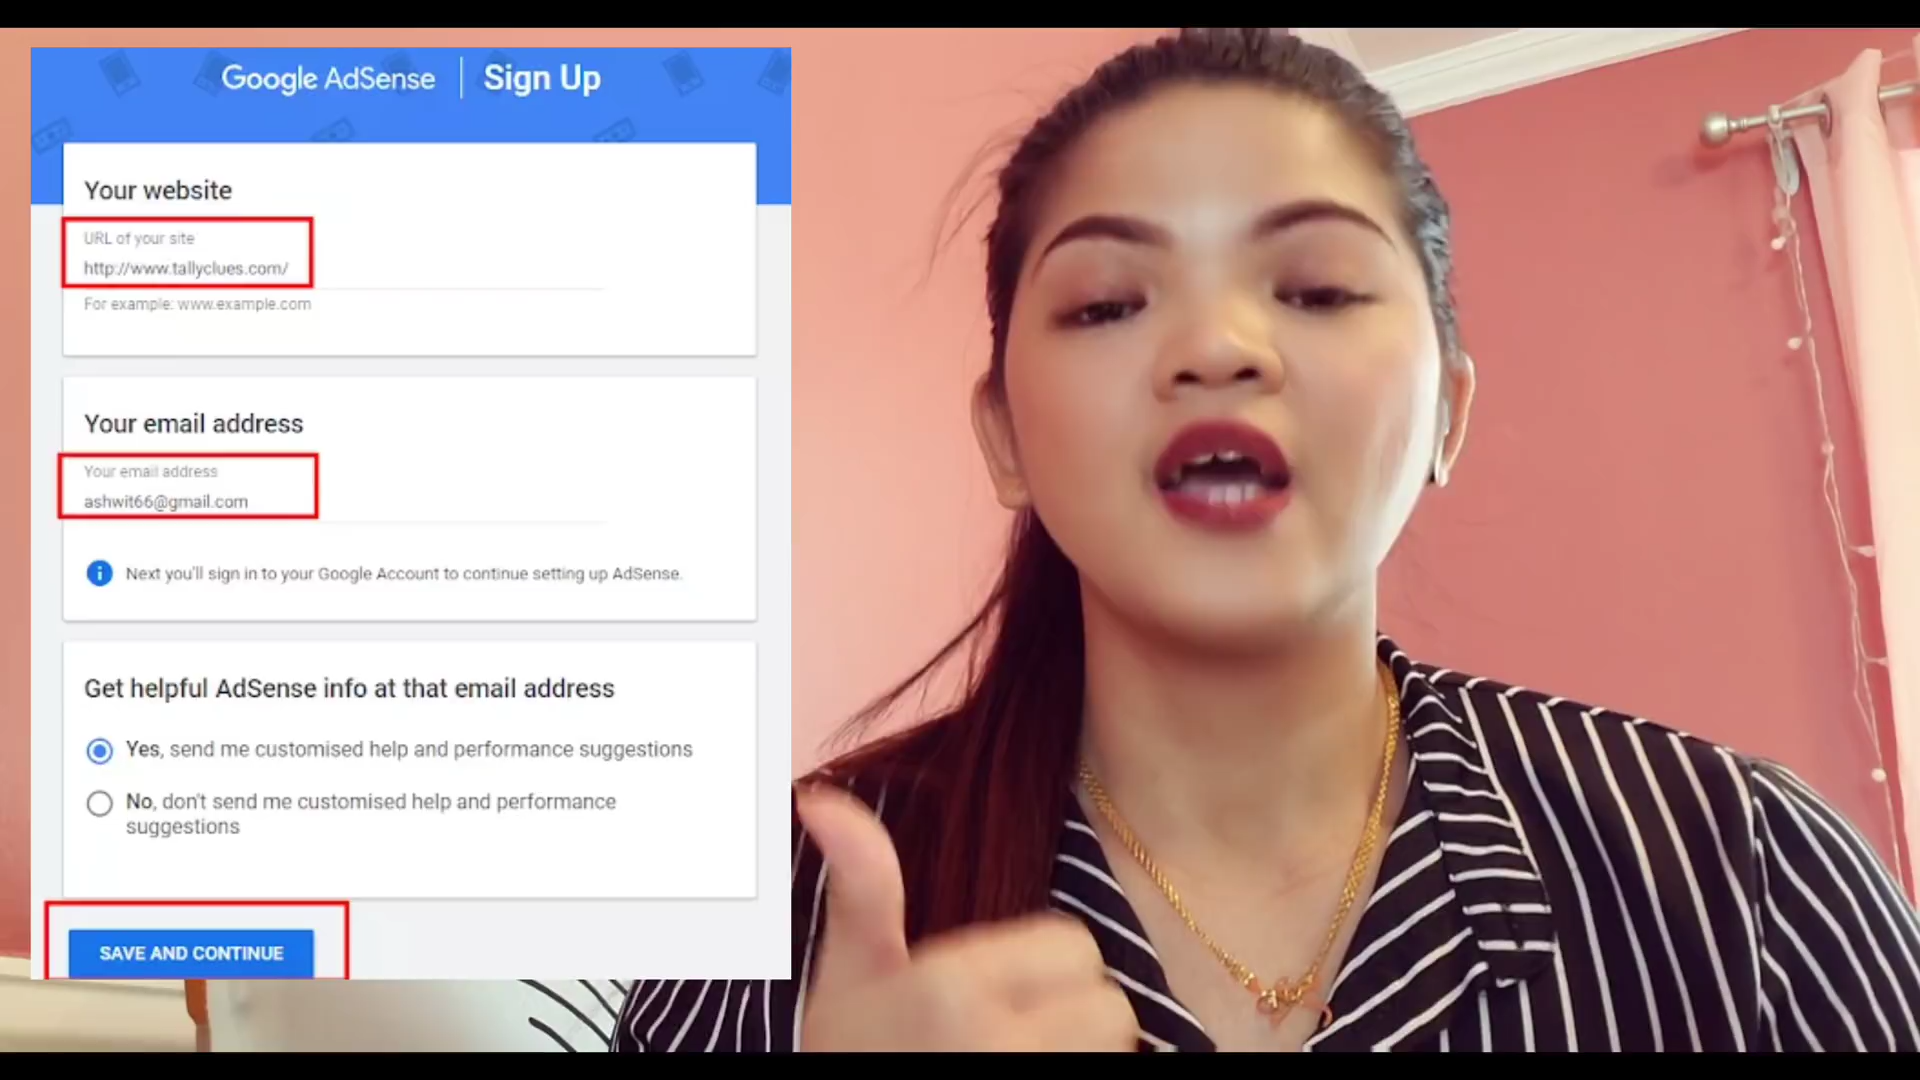 Google AdSense | Sign Up
Your website
URL of your site
http://www.tallyclues.com/
For example: www.example.com
Your email address
Your email address
ashwit66@gmail.com
Next you'll sign in to your Google Account to continue setting up AdSense.
Get helpful AdSense info at that email address
Yes, send me customised help and performance suggestions
No, don't send me customised help and performance
suggestions
SAVE AND CONTINUE